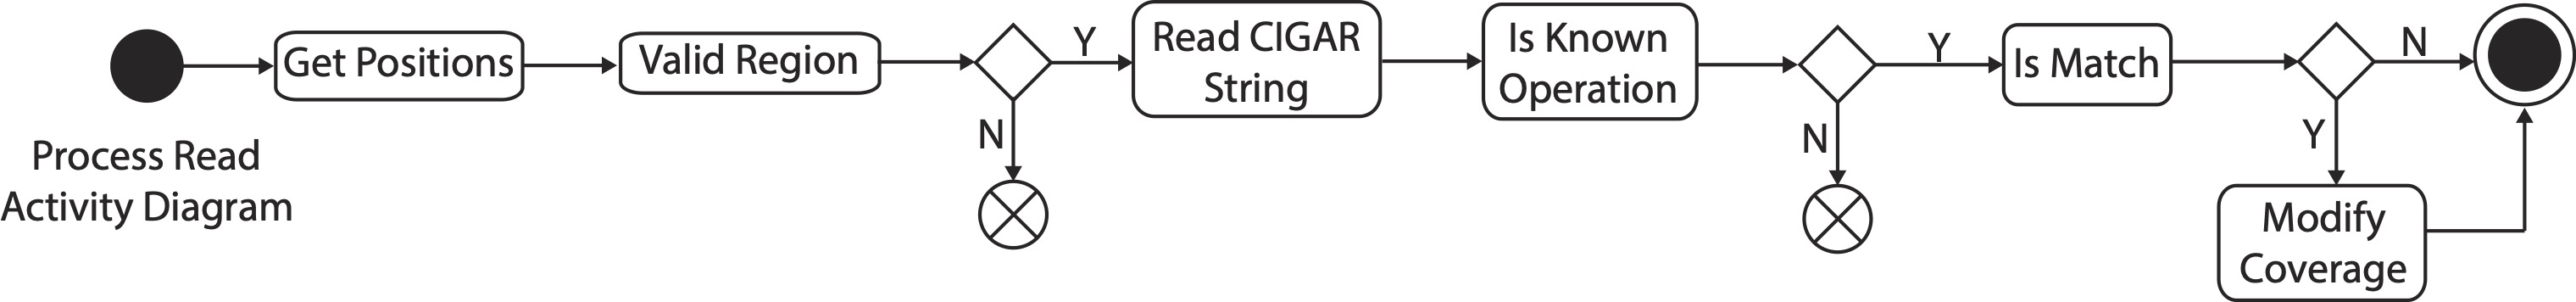 Process Read
Activity Diagram
Get Positions
Valid Region
Y
N
Read CIGAR
String
Is Known
Operation
Y
N
Is Match
N
Y
Modify
Coverage